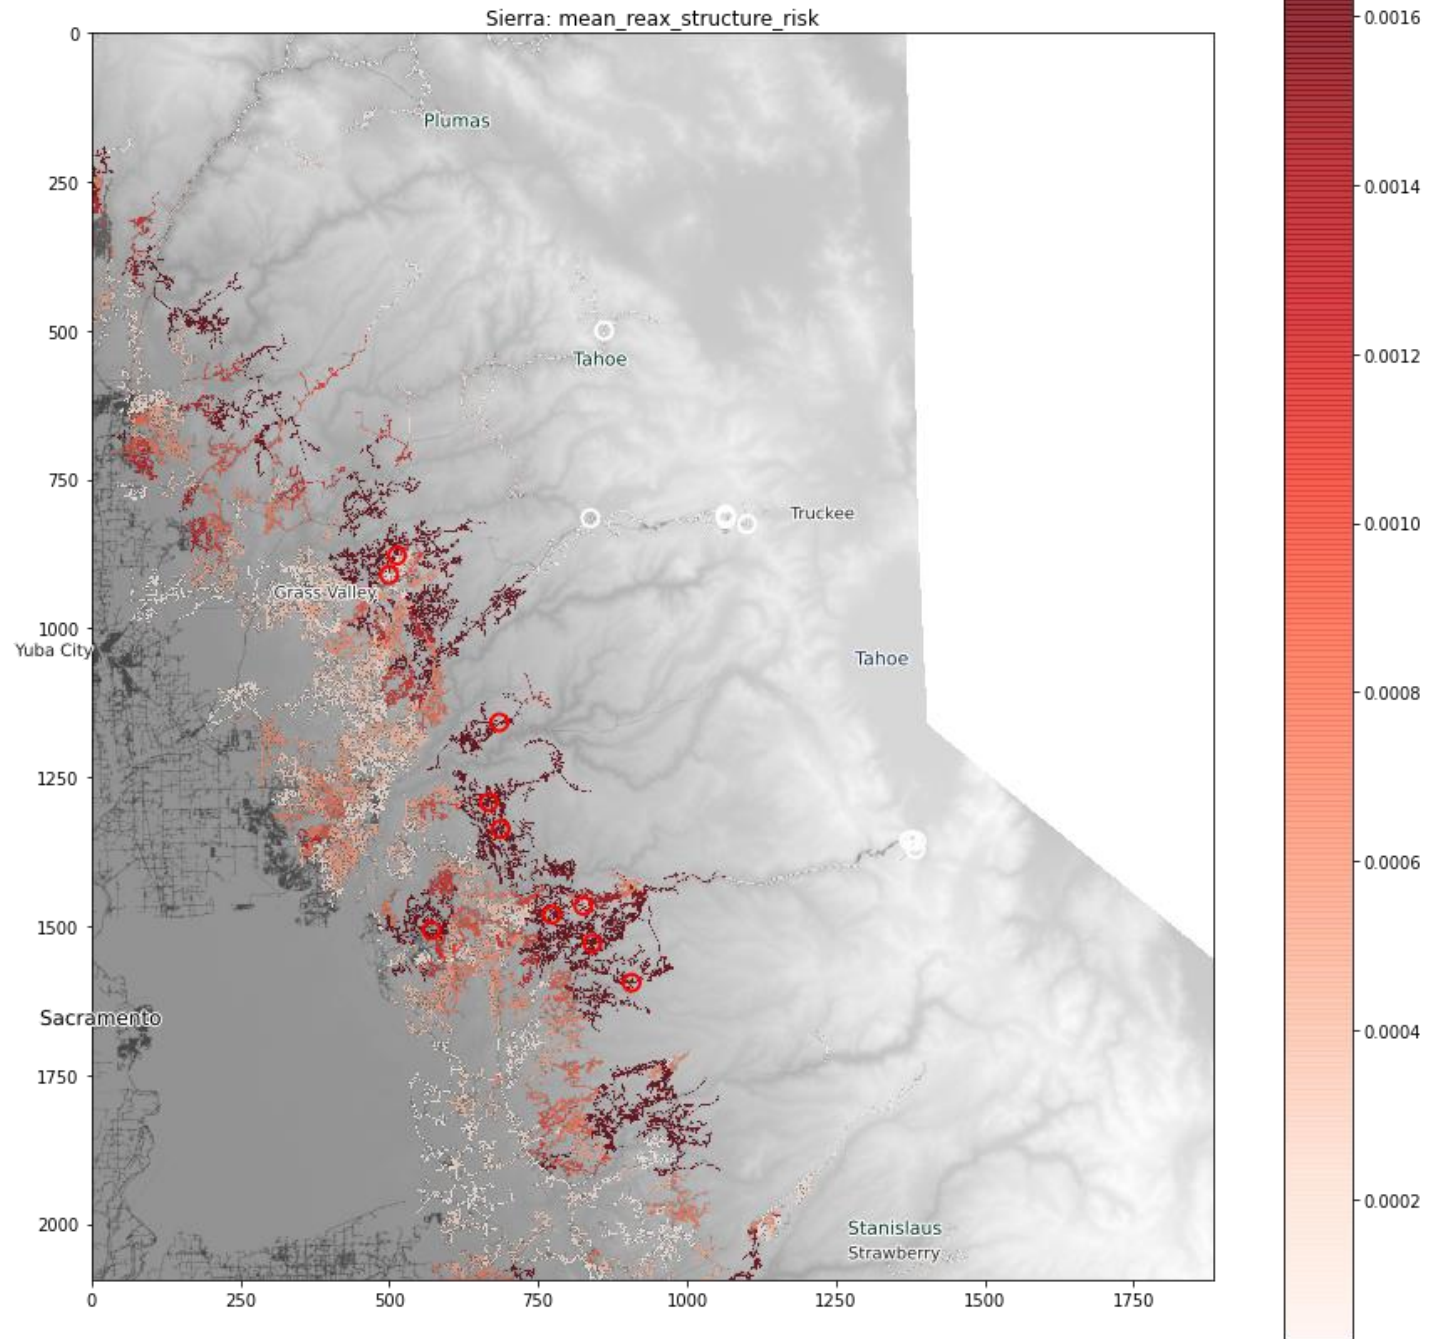 Sierra: mean_reax_structure_risk
0
250
500
750
1000
1250
1500
1750
2000
0
250
500
750
1000
1250
1500
1750
Plumas
Tahoe
Truckee
Grass Valley
Yuba City
Tahoe
Sacramento
Stanislaus
Strawberry
0.0016
0.0014
0.0012
0.0010
0.0008
0.0006
0.0004
0.0002